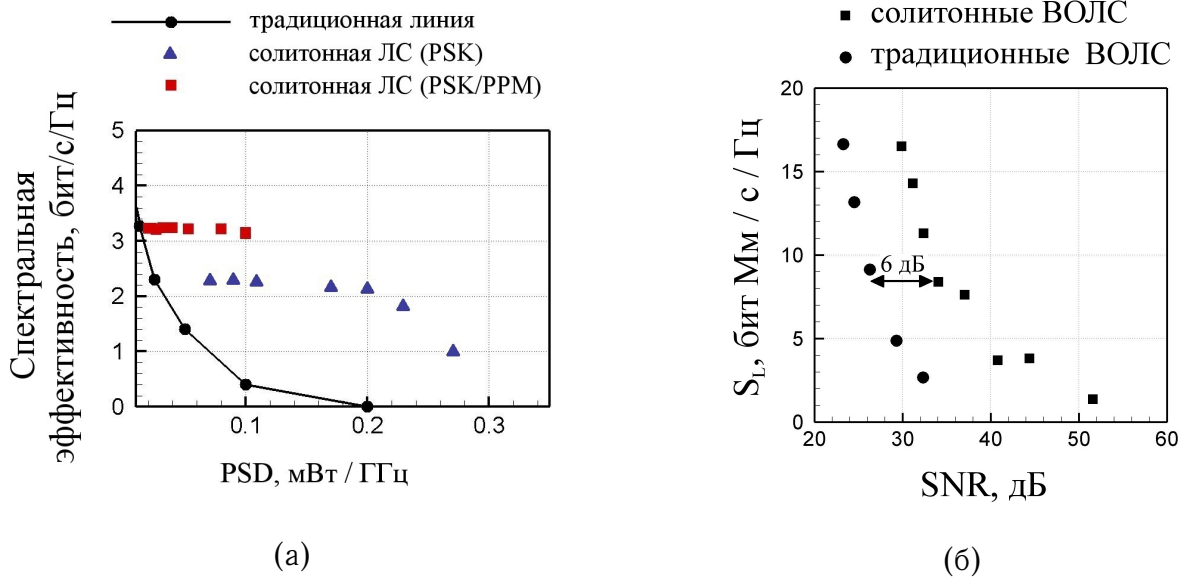 традиционная линия
солитонная ЛС (PSK)
солитонная ЛС (PSK/PPM)
Спектральная
эффективность, бит/с/Гц
5
4
3
2
1
0
0.1
0.2
0.3
PSD, мВт / ГГц
(а)
солитонные ВОЛС
традиционные ВОЛС
S_L, бит Мм / с / Гц
20
15
10
5
0
6 дБ
20
30
40
50
60
SNR, дБ
(б)